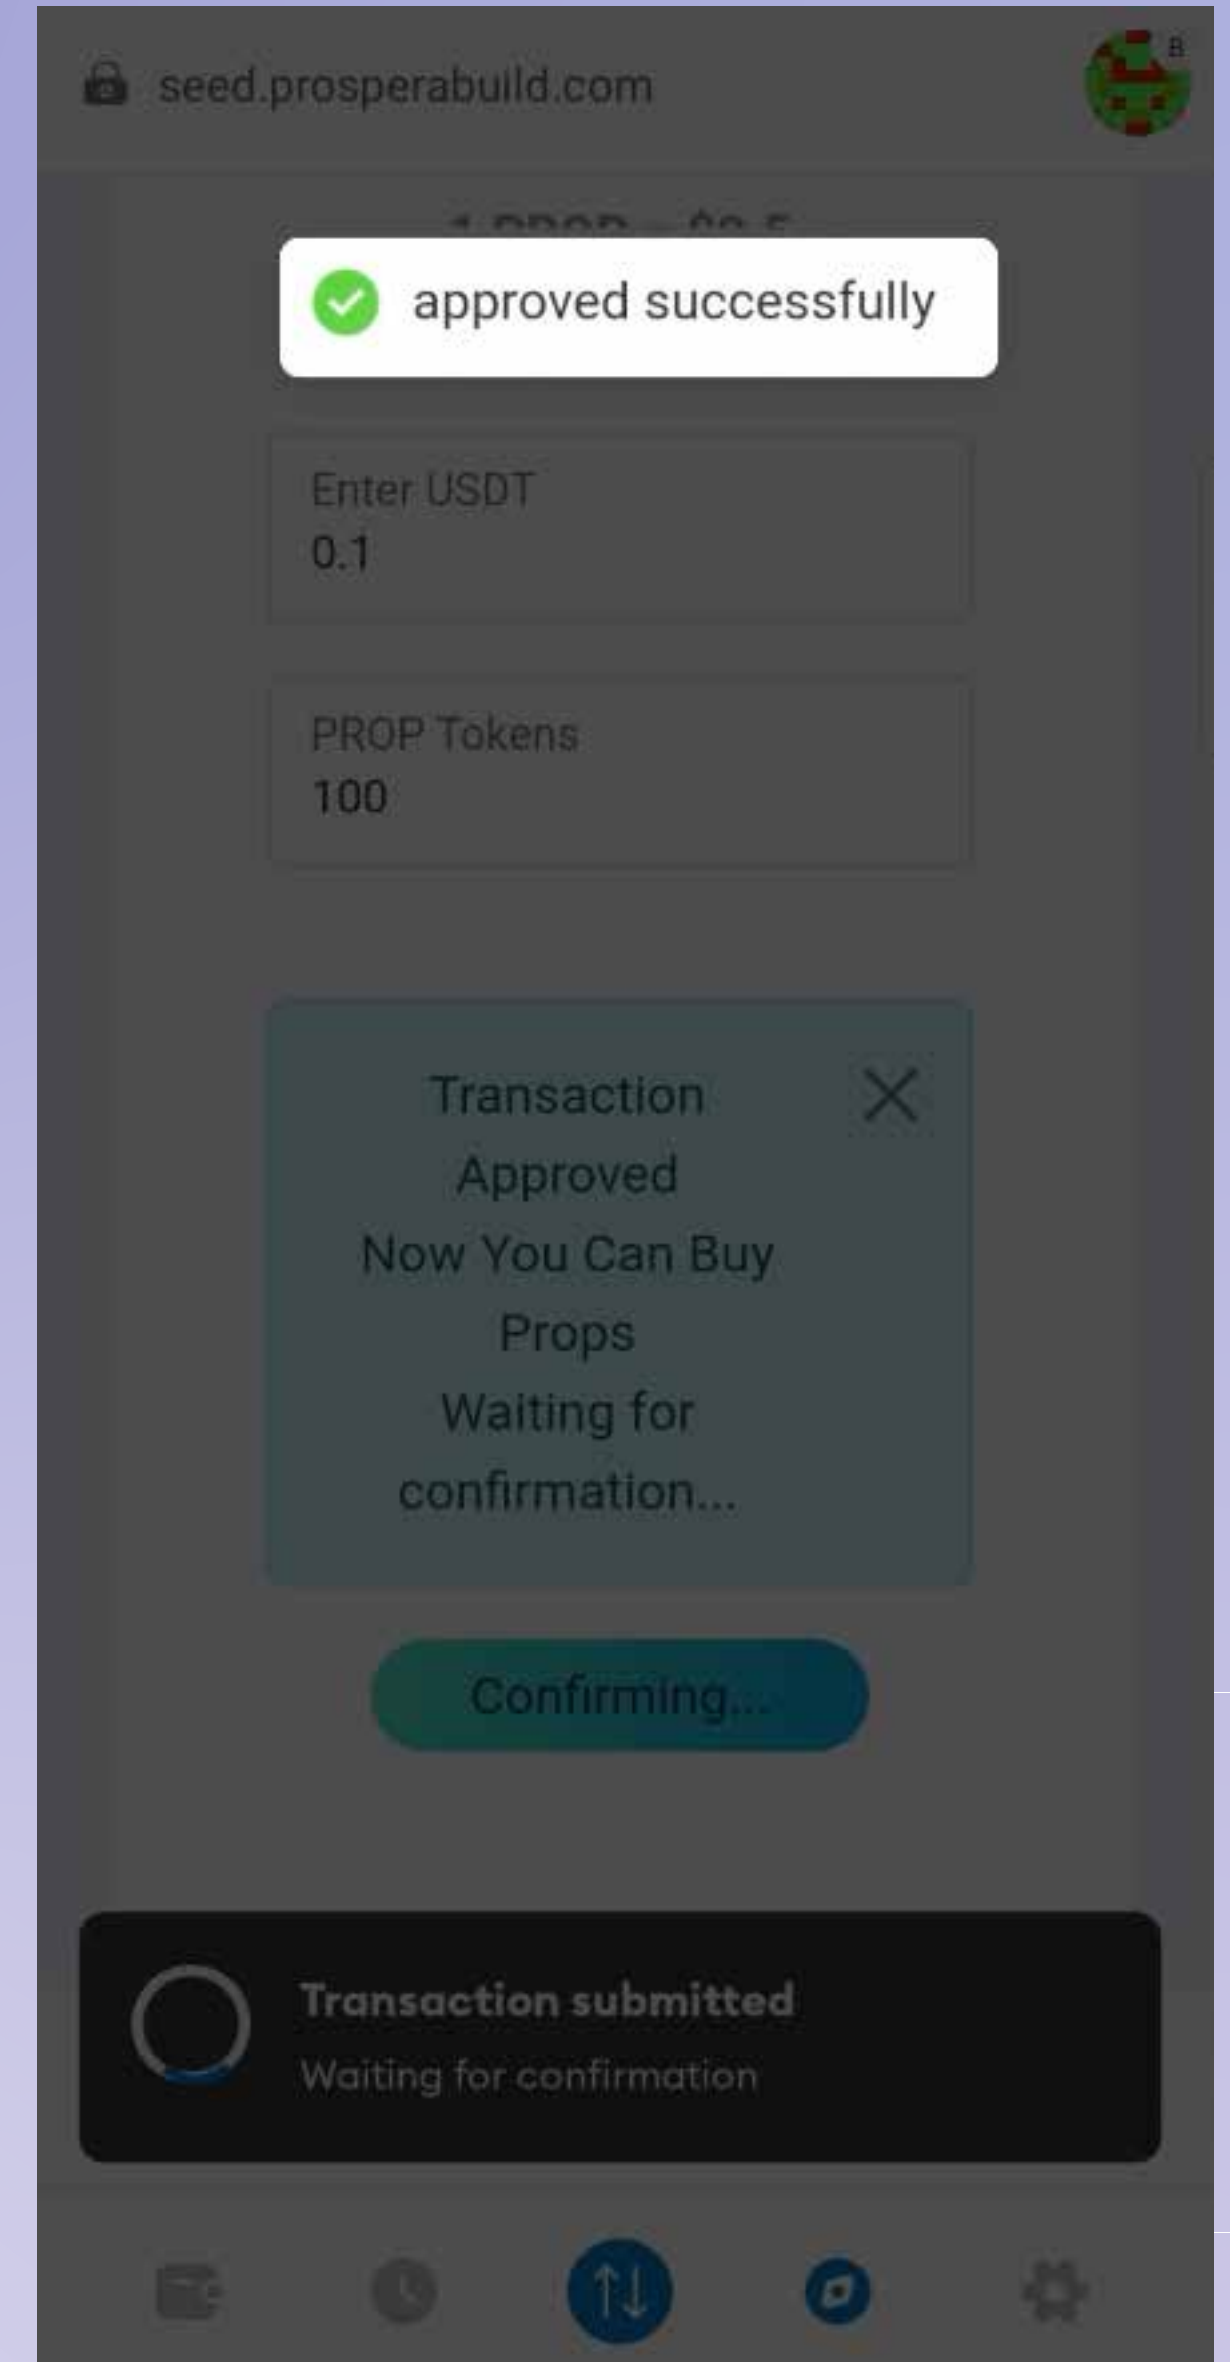 seed.prosperabuild.com
B
approved successfully
Enter USDT
0.1
PROP Tokens
100
Transaction
Approved
Now You Can Buy
Props
Waiting for
confirmation...
Confirming...
Transaction submitted
Waiting for confirmation